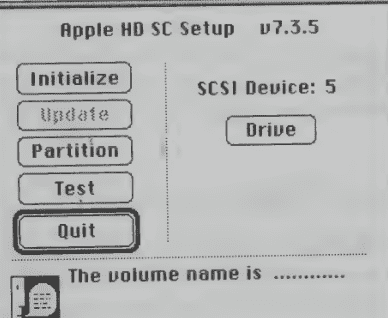 Apple HD SC Setup v7.3.5
Initialize
Update
Partition
Test
Quit
SCSI Device: 5
Drive
The volume name is ............